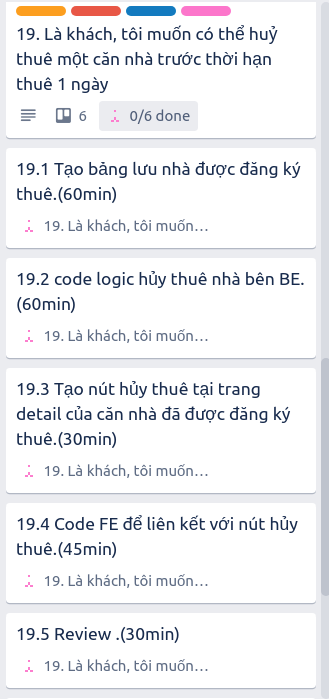 19. Là khách, tôi muốn có thể huỷ
thuê một căn nhà trước thời hạn
thuê 1 ngày
6
0/6 done
19.1 Tạo bảng lưu nhà được đăng ký
thuê.(60min)
19. Là khách, tôi muốn...
19.2 code logic hủy thuê nhà bên BE.
(60min)
19. Là khách, tôi muốn...
19.3 Tạo nút hủy thuê tại trang
detail của căn nhà đã được đăng ký
thuê.(30min)
19. Là khách, tôi muốn...
19.4 Code FE để liên kết với nút hủy
thuê.(45min)
19. Là khách, tôi muốn...
19.5 Review .(30min)
19. Là khách, tôi muốn...